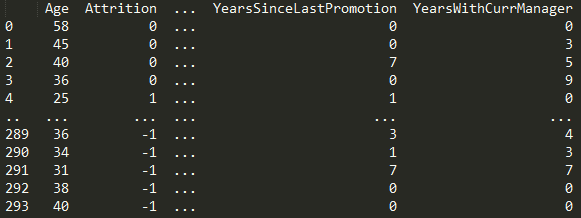 Age Attrition ... YearsSinceLastPromotion YearsWithCurrManager
0 58 0 ... 0 0
1 45 0 ... 0 3
2 40 0 ... 7 5
3 36 0 ... 0 9
4 25 1 ... 1 0
.. ... ... ... ... ...
289 36 -1 ... 3 4
290 34 -1 ... 1 3
291 31 -1 ... 7 7
292 38 -1 ... 0 0
293 40 -1 ... 0 0